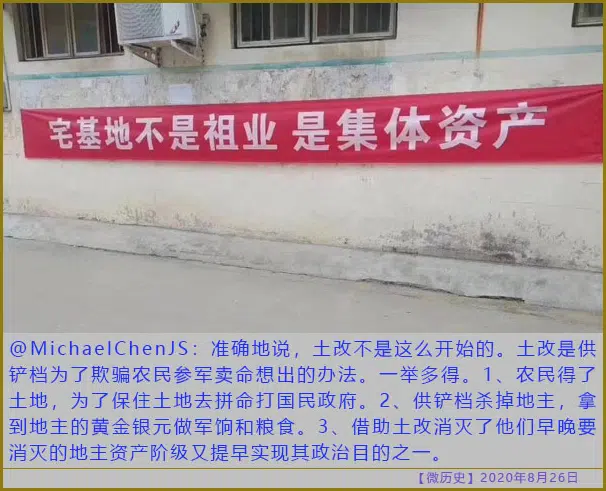 宅基地不是祖业 是集体资产
@MichaelChenJS：准确地说，土改不是这么开始的。土改是供
铲档为了欺骗农民参军卖命想出的办法。一举多得。1、农民得了
土地，为了保住土地去拼命打国民政府。2、供铲档杀掉地主，拿
到地主的黄金银元做军饷和粮食。3、借助土改消灭了他们早晚要
消灭的地主资产阶级又提早实现其政治目的之一。
【微历史】2020年8月26日